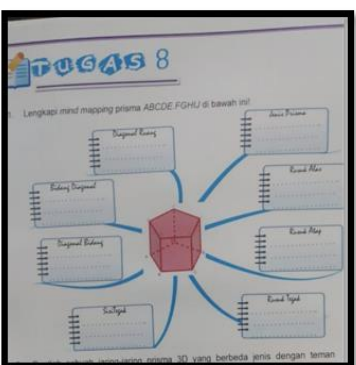 TUGAS 8
Lengkapi mind mapping prisma ABCDE.FGHIJ di bawah ini!
Diagonal Ruang
Jenis Prisma
Bidang Diagonal
Rusuk Alas
Diagonal Bidang
Rusuk Atap
Sisi Tegak
Rusuk Tegak
jaring-jaring prisma 3D yang berbeda jenis dengan teman